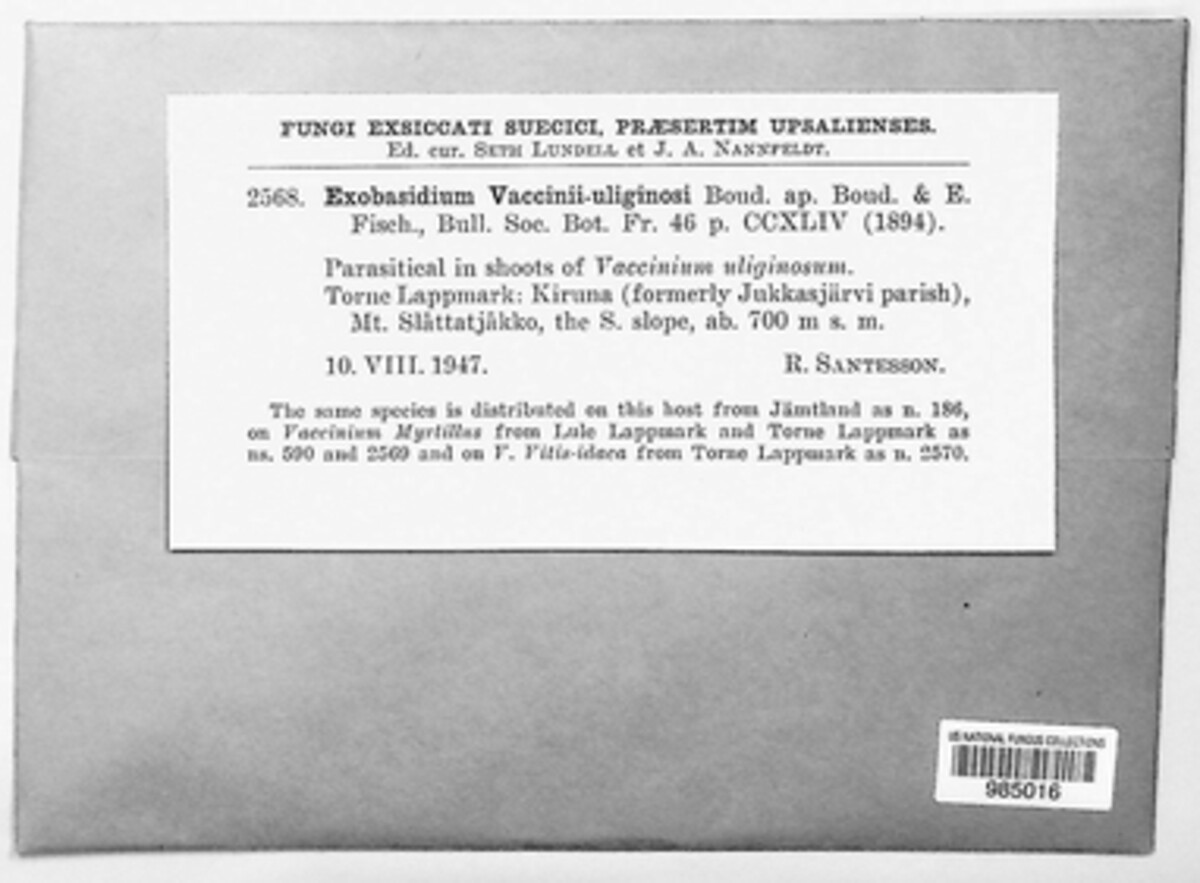 FUNGI EXSICCATI SUECICI, PRÆSERTIM UPSALIENSES.
Ed. cur. SETH LUNDELL et J. A. NANNFELDT.
2568. Exobasidium Vaccinii-uliginosi Boud. ap. Boud. & E.
Fisch., Bull. Soc. Bot. Fr. 46 p. CCXLIV (1894).
Parasitical in shoots of Vaccinium uliginosum.
Torne Lappmark: Kiruna (formerly Jukkasjärvi parish),
Mt. Slåttatjåkko, the S. slope, ab. 700 m s. m.
10. VIII. 1947. R. SANTESSON.
The same species is distributed on this host from Jämtland as n. 186,
on Vaccinium Myrtillus from Lule Lappmark and Torne Lappmark as
ns. 590 and 2569 and on V. Vitis-idaea from Torne Lappmark as n. 2570.
US NATIONAL FUNGUS COLLECTIONS
985016